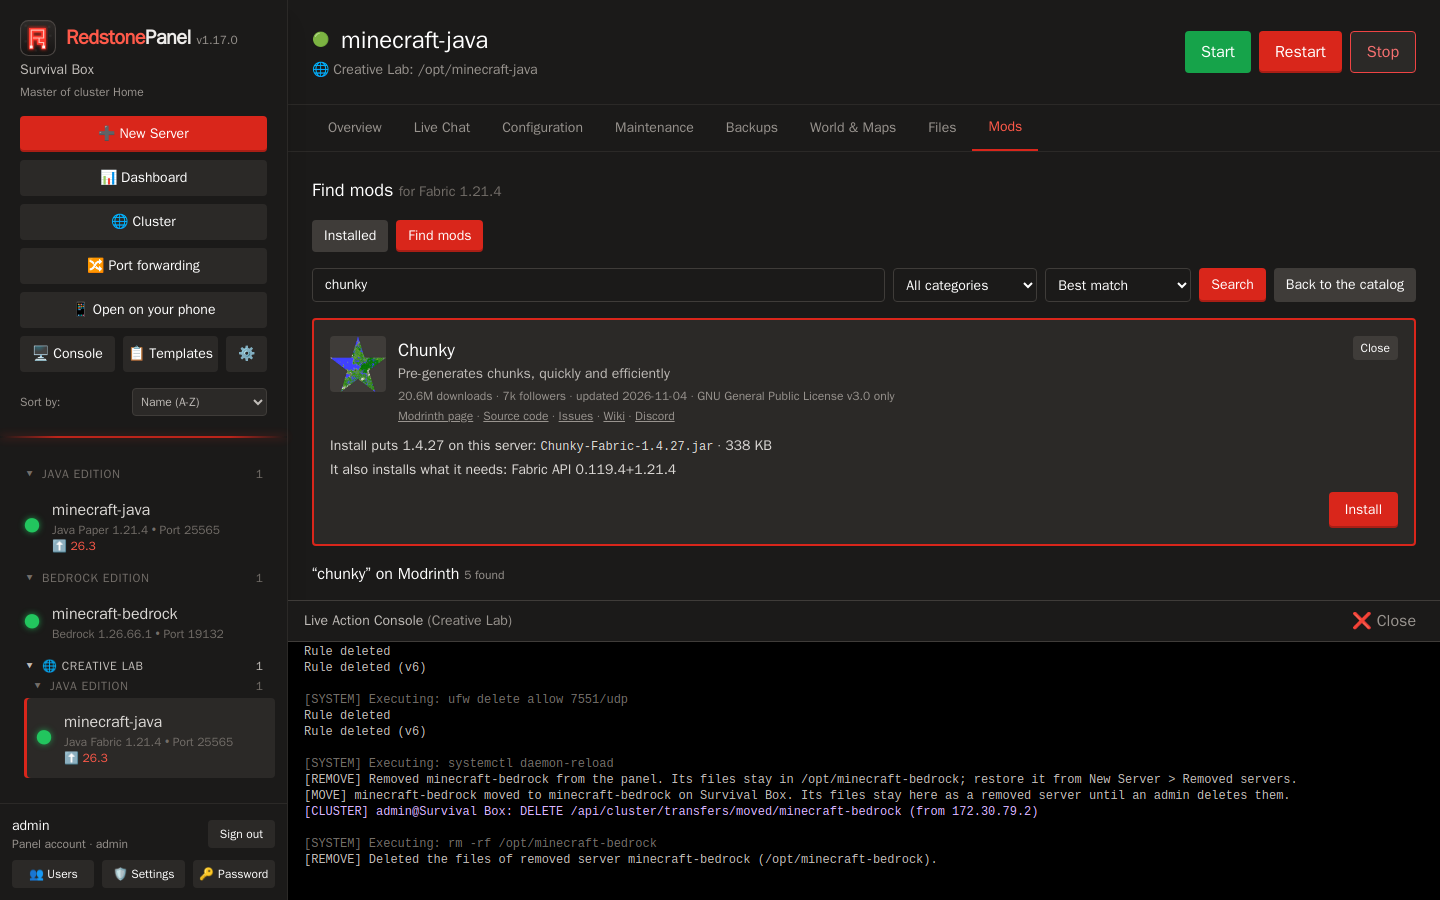 RedstonePanel v1.17.0
Survival Box
Master of cluster Home
➕ New Server
📊 Dashboard
🌐 Cluster
🔀 Port forwarding
📱 Open on your phone
🖥️ Console
📋 Templates
⚙️
Sort by:
Name (A-Z)
▼ JAVA EDITION 1
minecraft-java
Java Paper 1.21.4 • Port 25565
⬆️ 26.3
▼ BEDROCK EDITION 1
minecraft-bedrock
Bedrock 1.26.66.1 • Port 19132
▼ 🌐 CREATIVE LAB 1
▼ JAVA EDITION 1
minecraft-java
Java Fabric 1.21.4 • Port 25565
⬆️ 26.3
admin
Panel account · admin
Sign out
👥 Users
🛡️ Settings
🔑 Password
minecraft-java
🌐 Creative Lab: /opt/minecraft-java
Start
Restart
Stop
Overview
Live Chat
Configuration
Maintenance
Backups
World & Maps
Files
Mods
Find mods for Fabric 1.21.4
Installed
Find mods
chunky
All categories
Best match
Search
Back to the catalog
Chunky
Close
Pre-generates chunks, quickly and efficiently
20.6M downloads · 7k followers · updated 2026-11-04 · GNU General Public License v3.0 only
Modrinth page · Source code · Issues · Wiki · Discord
Install puts 1.4.27 on this server: Chunky-Fabric-1.4.27.jar · 338 KB
It also installs what it needs: Fabric API 0.119.4+1.21.4
Install
“chunky” on Modrinth 5 found
Live Action Console (Creative Lab)
❌ Close
Rule deleted
Rule deleted (v6)
[SYSTEM] Executing: ufw delete allow 7551/udp
Rule deleted
Rule deleted (v6)
[SYSTEM] Executing: systemctl daemon-reload
[REMOVE] Removed minecraft-bedrock from the panel. Its files stay in /opt/minecraft-bedrock; restore it from New Server > Removed servers.
[MOVE] minecraft-bedrock moved to minecraft-bedrock on Survival Box. Its files stay here as a removed server until an admin deletes them.
[CLUSTER] admin@Survival Box: DELETE /api/cluster/transfers/moved/minecraft-bedrock (from 172.30.79.2)
[SYSTEM] Executing: rm -rf /opt/minecraft-bedrock
[REMOVE] Deleted the files of removed server minecraft-bedrock (/opt/minecraft-bedrock).